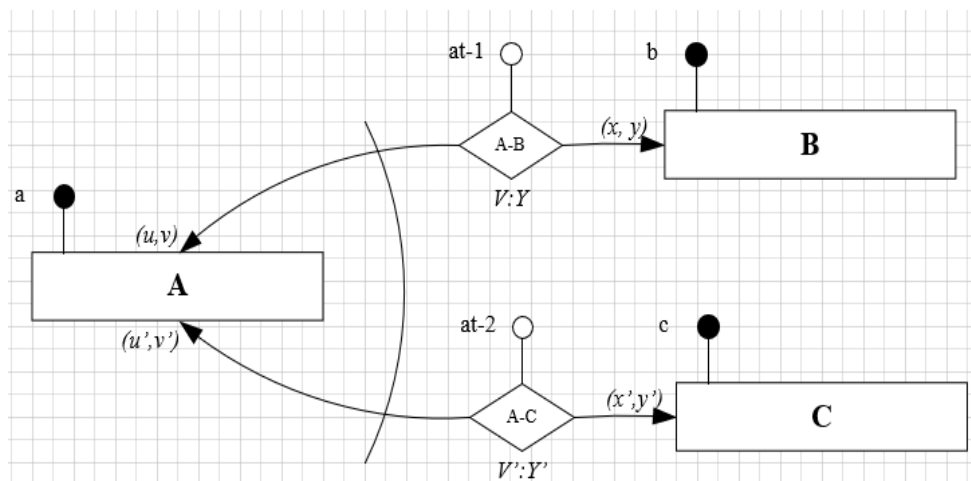 at-1
b
(x, y)
A-B
B
V:Y
a
(u,v)
A
(u’,v’)
at-2
c
(x’,y’)
A-C
C
V’:Y’